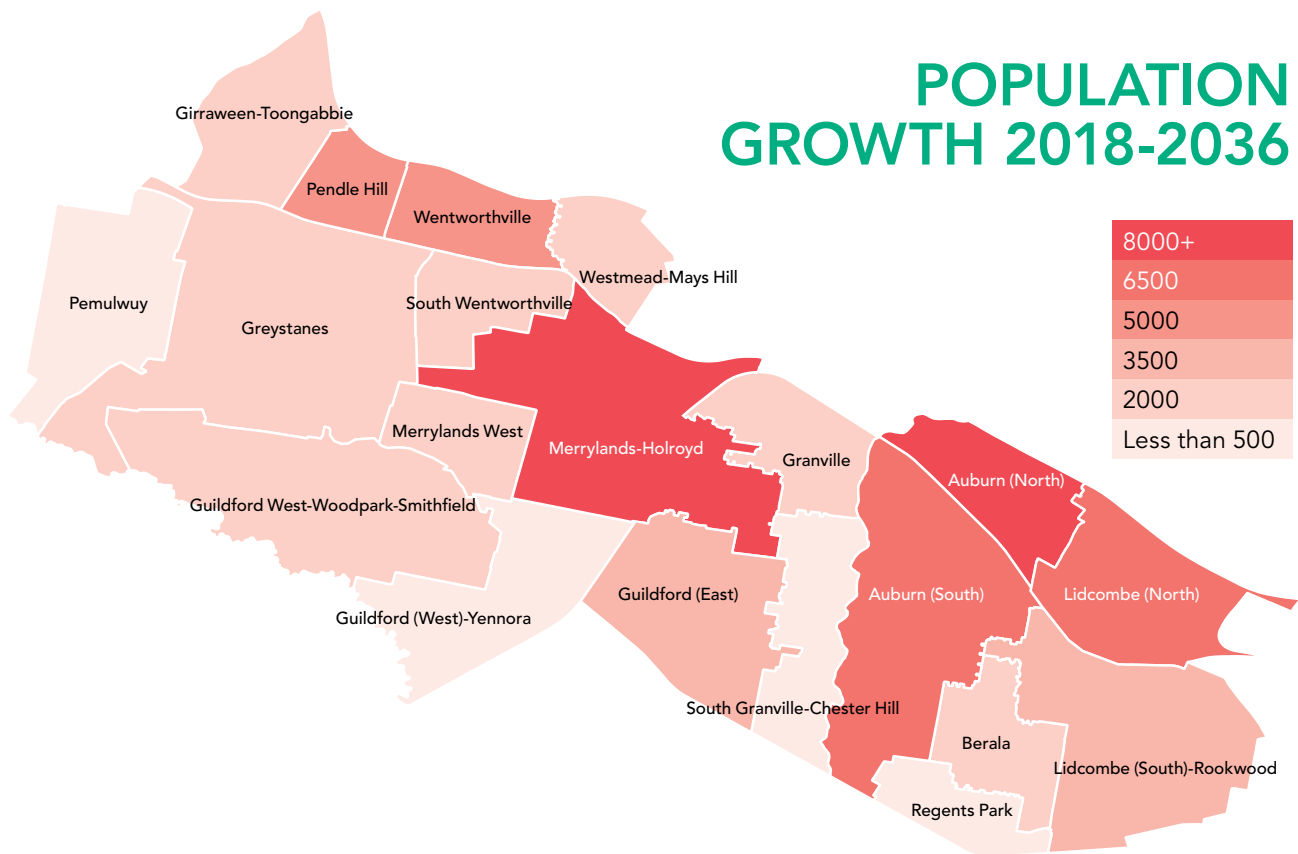 POPULATION
GROWTH 2018-2036
8000+
6500
5000
3500
2000
Less than 500
Girraween-Toongabbie
Pendle Hill
Wentworthville
Westmead-Mays Hill
Pemulwuy
South Wentworthville
Greystanes
Merrylands West
Merrylands-Holroyd
Granville
Auburn (North)
Guildford West-Woodpark-Smithfield
Guildford (East)
Auburn (South)
Lidcombe (North)
Guildford (West)-Yennora
South Granville-Chester Hill
Berala
Lidcombe (South)-Rookwood
Regents Park